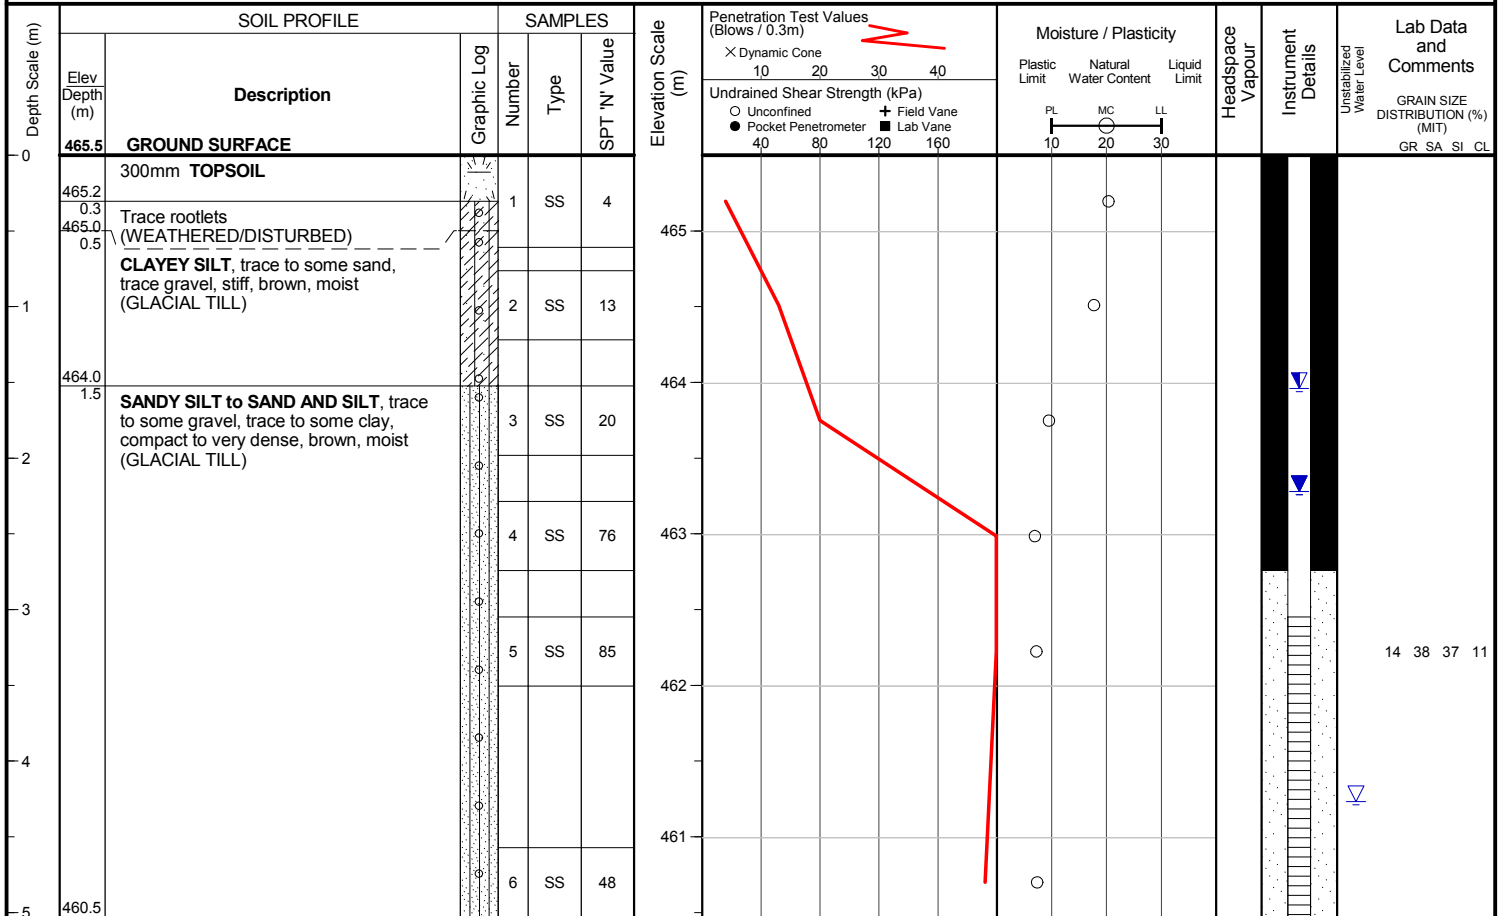 SOIL PROFILE
SAMPLES
Depth Scale (m)
Elev
Depth
(m)
Description
Graphic Log
Number
Type
SPT 'N' Value
Elevation Scale
(m)
Penetration Test Values
(Blows / 0.3m)
× Dynamic Cone
10 20 30 40
Undrained Shear Strength (kPa)
Unconfined
Field Vane
Pocket Penetrometer
Lab Vane
40 80 120 160
Moisture / Plasticity
Plastic
Limit
Natural
Water Content
Liquid
Limit
PL MC LL
10 20 30
Headspace
Vapour
Instrument
Details
Unstabilized
Water Level
Lab Data
and
Comments
GRAIN SIZE
DISTRIBUTION (%)
(MIT)
GR SA SI CL
465.5 GROUND SURFACE
0
300mm TOPSOIL
465.2
0.3
Trace rootlets
465.0
(WEATHERED/DISTURBED)
0.5
CLAYEY SILT, trace to some sand,
trace gravel, stiff, brown, moist
(GLACIAL TILL)
1
464.0
1.5
SANDY SILT to SAND AND SILT, trace
to some gravel, trace to some clay,
compact to very dense, brown, moist
(GLACIAL TILL)
2
3
4
460.5
5
1 SS 4
2 SS 13
3 SS 20
4 SS 76
5 SS 85
6 SS 48
465
464
463
462
461
14 38 37 11